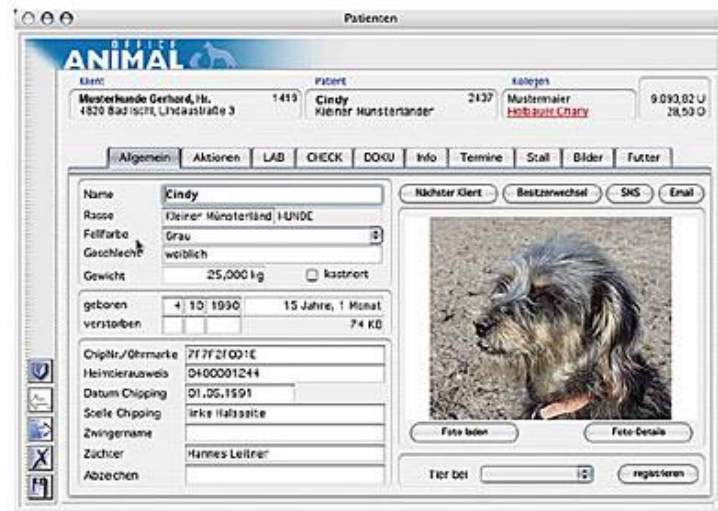 Patienten
OFFICE
ANIMAL
Klient
Patient
Kollegen
Musterkunde Gerhard, Hr. 1419
Cindy 2437
Mustermaier
9.093,82 U
4820 Bad Ischl, Lindaustraße 3
Kleiner Münsterländer
28,50 O
Allgemein Aktionen LAB CHECK DOKU Info Termine Stall Bilder Futter
Name Cindy
Nächster Klient Besitzerwechsel SMS Email
Rasse Kleiner Münsterländ HUNDE
Fellfarbe Grau
Geschlecht weiblich
Gewicht 25,000 kg kastriert
geboren 4 10 1990 15 Jahre, 1 Monat
verstorben 74 KB
ChipNr./Ohrmarke
Heimtierausweis 0400001244
Datum Chipping 01.05.1991
Stelle Chipping linke Halsseite
Zwingername
Foto laden Foto-Details
Züchter Hannes Leitner
Abzeichen
Tier bei registrieren